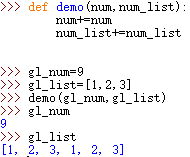 >>> def demo(num,num_list):
        num+=num
        num_list+=num_list

>>> gl_num=9
>>> gl_list=[1,2,3]
>>> demo(gl_num,gl_list)
>>> gl_num
9
>>> gl_list
[1, 2, 3, 1, 2, 3]